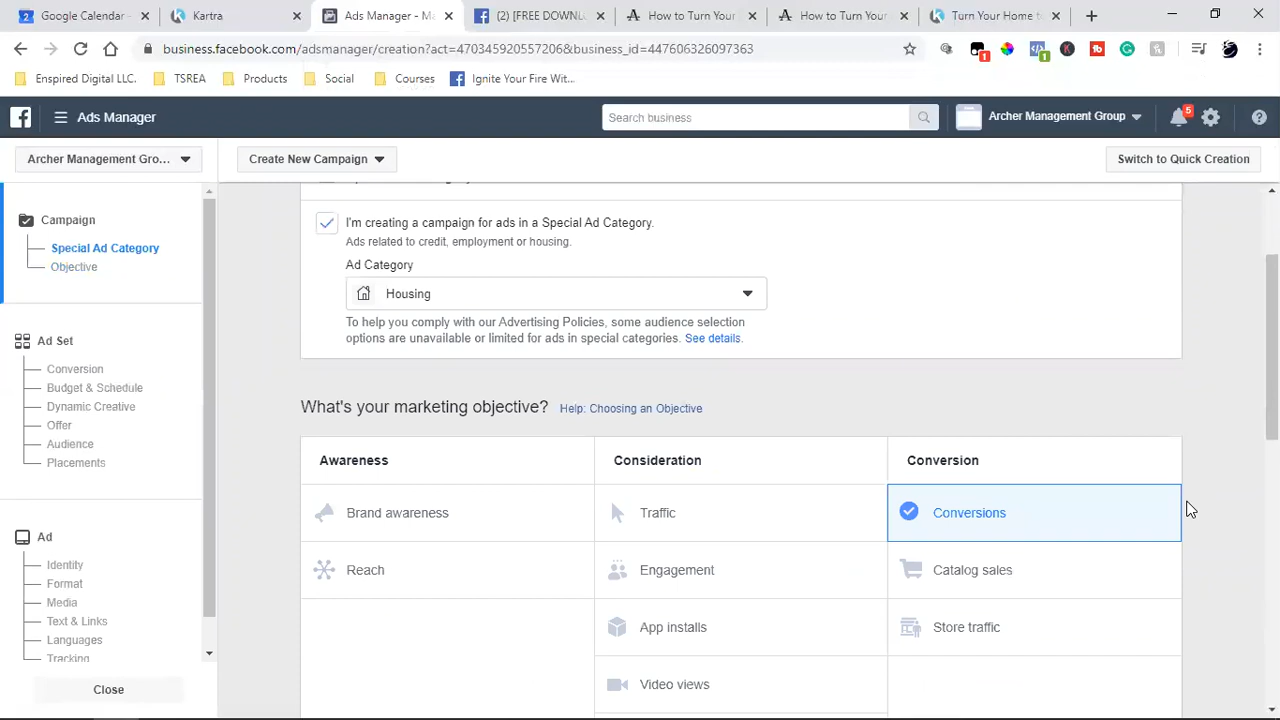 Google Calendar -
Kartra
Ads Manager - Ma
(2) [FREE DOWNL
How to Turn Your
How to Turn Your
Turn Your Home to
business.facebook.com/adsmanager/creation?act=470345920557206&business_id=447606326097363
1
1
Enspired Digital LLC.
TSREA
Products
Social
Courses
Ignite Your Fire Wit...
Ads Manager
Search business
Archer Management Group
5
Archer Management Gro...
Create New Campaign
Switch to Quick Creation
Campaign
Special Ad Category
Objective
Ad Set
Conversion
Budget & Schedule
Dynamic Creative
Offer
Audience
Placements
Ad
Identity
Format
Media
Text & Links
Languages
Tracking
Close
I'm creating a campaign for ads in a Special Ad Category.
Ads related to credit, employment or housing.
Ad Category
Housing
To help you comply with our Advertising Policies, some audience selection
options are unavailable or limited for ads in special categories. See details.
What's your marketing objective? Help: Choosing an Objective
Awareness
Consideration
Conversion
Brand awareness
Traffic
Conversions
Reach
Engagement
Catalog sales
App installs
Store traffic
Video views